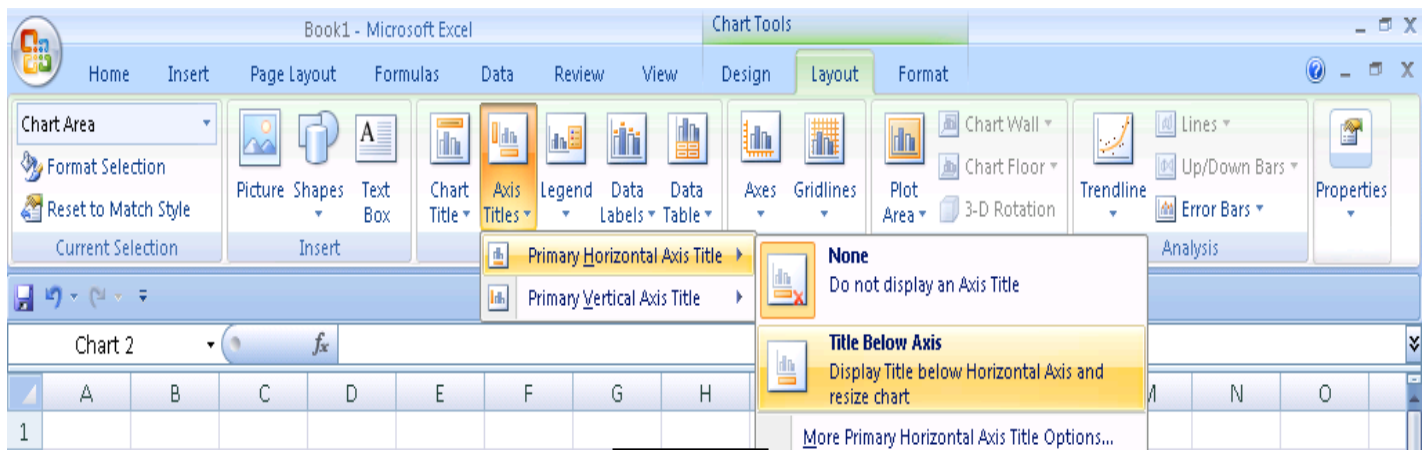 Book1 - Microsoft Excel
Chart Tools
Home Insert Page Layout Formulas Data Review View Design Layout Format
Chart Area
Format Selection
Reset to Match Style
Current Selection
Picture Shapes Text Box
Insert
Chart Title Axis Titles Legend Data Labels Data Table
Axes Gridlines
Plot Area
Chart Wall
Chart Floor
3-D Rotation
Trendline
Lines
Up/Down Bars
Error Bars
Analysis
Properties
Primary Horizontal Axis Title
Primary Vertical Axis Title
None
Do not display an Axis Title
Title Below Axis
Display Title below Horizontal Axis and
resize chart
More Primary Horizontal Axis Title Options...
Chart 2 fx
A B C D E F G H M N O
1